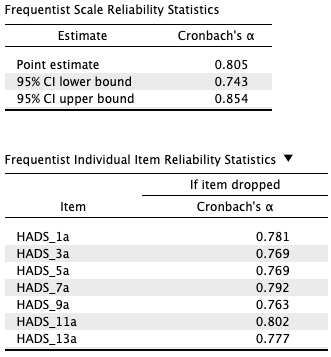 Frequentist Scale Reliability Statistics
Estimate Cronbach's α
Point estimate 0.805
95% CI lower bound 0.743
95% CI upper bound 0.854
Frequentist Individual Item Reliability Statistics ▼
If item dropped
Item Cronbach's α
HADS_1a 0.781
HADS_3a 0.769
HADS_5a 0.769
HADS_7a 0.792
HADS_9a 0.763
HADS_11a 0.802
HADS_13a 0.777